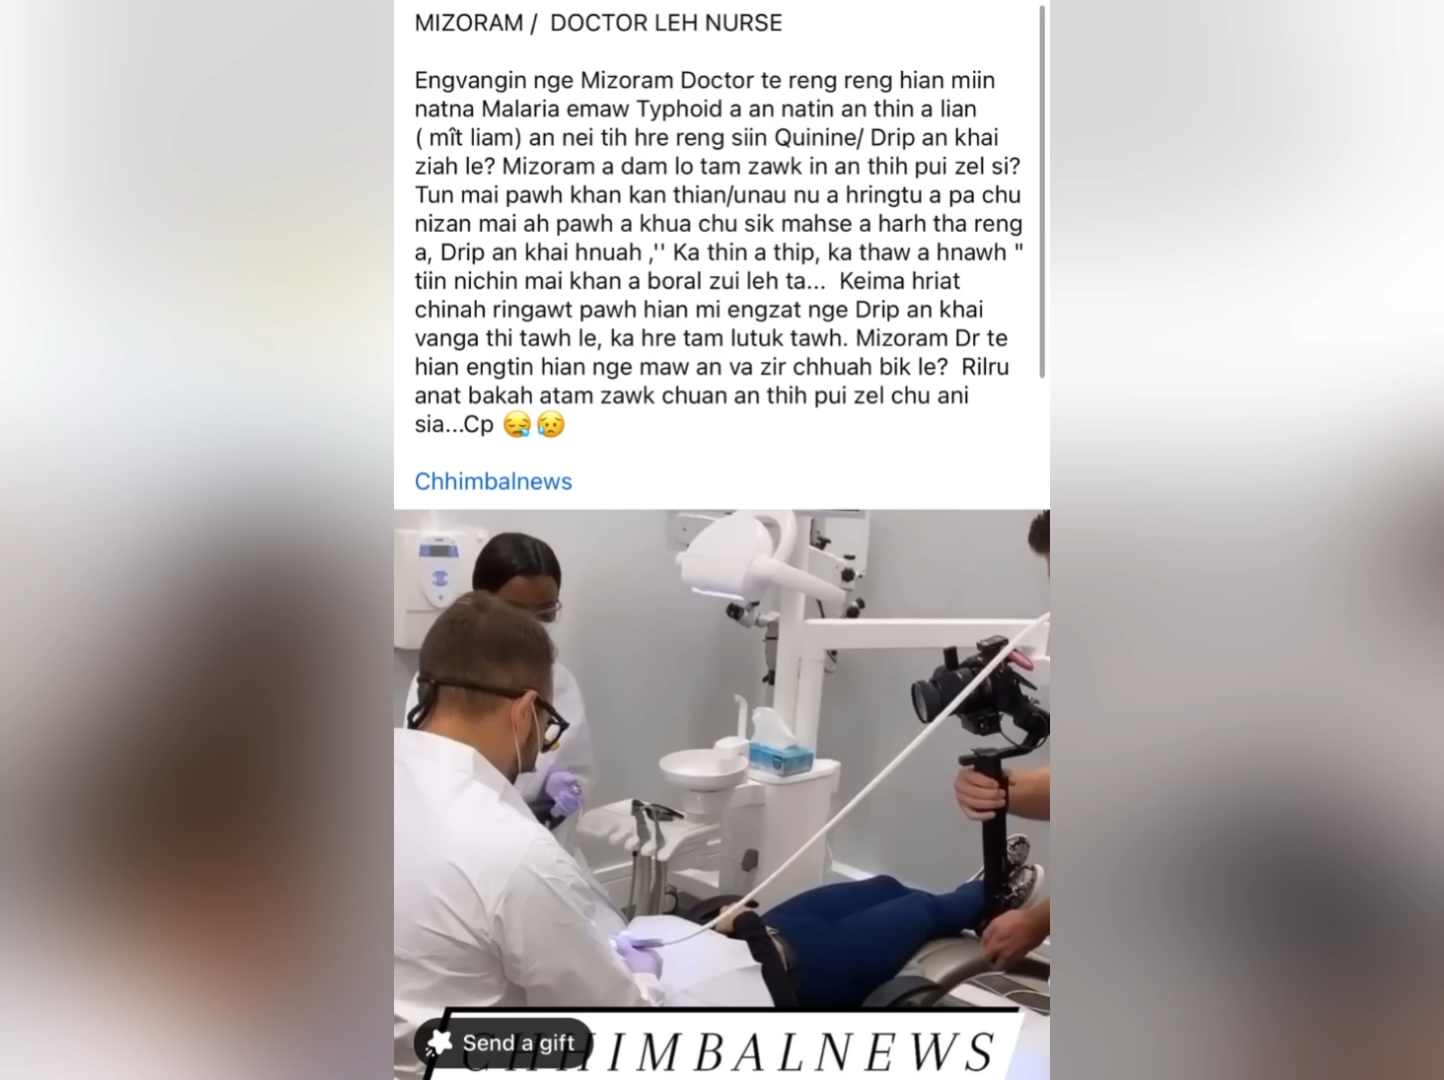 MIZORAM / DOCTOR LEH NURSE
Engvangin nge Mizoram Doctor te reng reng hian miin
natna Malaria emaw Typhoid a an natin an thin a lian
( mît liam) an nei tih hre reng siin Quinine/ Drip an khai
ziah le? Mizoram a dam lo tam zawk in an thih pui zel si?
Tun mai pawh khan kan thian/unau nu a hringtu a pa chu
nizan mai ah pawh a khua chu sik mahse a harh tha reng
a, Drip an khai hnuah ,'' Ka thin a thip, ka thaw a hnawh "
tiin nichin mai khan a boral zui leh ta... Keima hriat
chinah ringawt pawh hian mi engzat nge Drip an khai
vanga thi tawh le, ka hre tam lutuk tawh. Mizoram Dr te
hian engtin hian nge maw an va zir chhuah bik le? Rilru
anat bakah atam zawk chuan an thih pui zel chu ani
sia...Cp 😪😥
Chhimbalnews
Send a gift
CHHIMBALNEWS